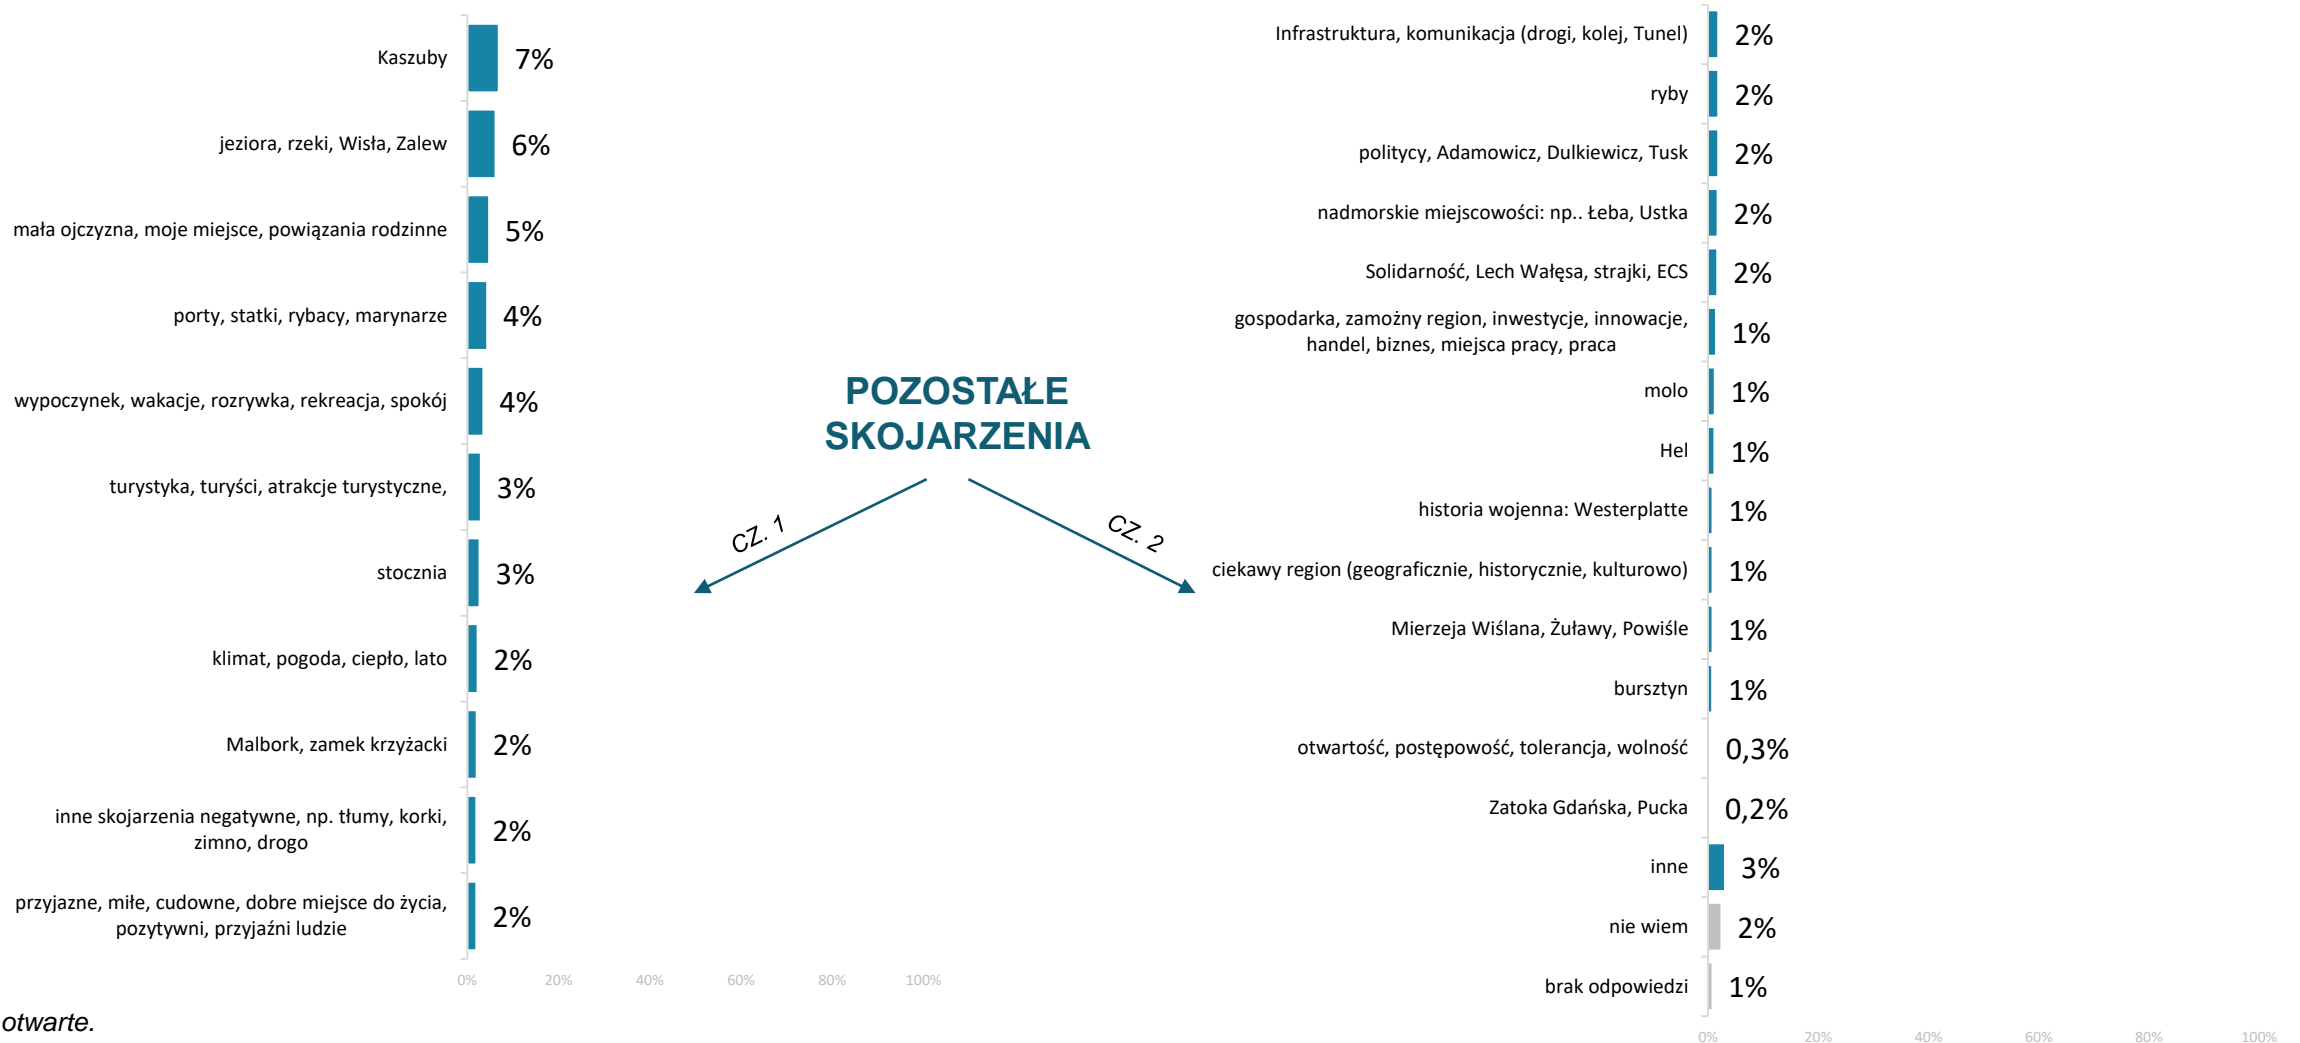 Kaszuby
7%
jeziora, rzeki, Wisła, Zalew
6%
mała ojczyzna, moje miejsce, powiązania rodzinne
5%
porty, statki, rybacy, marynarze
4%
wypoczynek, wakacje, rozrywka, rekreacja, spokój
4%
turystyka, turyści, atrakcje turystyczne,
3%
stocznia
3%
klimat, pogoda, ciepło, lato
2%
Malbork, zamek krzyżacki
2%
inne skojarzenia negatywne, np. tłumy, korki,
zimno, drogo
2%
przyjazne, miłe, cudowne, dobre miejsce do życia,
pozytywni, przyjaźni ludzie
2%
0% 20% 40% 60% 80% 100%
otwarte.
POZOSTAŁE
SKOJARZENIA
CZ. 1
CZ. 2
Infrastruktura, komunikacja (drogi, kolej, Tunel)
2%
ryby
2%
politycy, Adamowicz, Dulkiewicz, Tusk
2%
nadmorskie miejscowości: np.. Łeba, Ustka
2%
Solidarność, Lech Wałęsa, strajki, ECS
2%
gospodarka, zamożny region, inwestycje, innowacje,
handel, biznes, miejsca pracy, praca
1%
molo
1%
Hel
1%
historia wojenna: Westerplatte
1%
ciekawy region (geograficznie, historycznie, kulturowo)
1%
Mierzeja Wiślana, Żuławy, Powiśle
1%
bursztyn
1%
otwartość, postępowość, tolerancja, wolność
0,3%
Zatoka Gdańska, Pucka
0,2%
inne
3%
nie wiem
2%
brak odpowiedzi
1%
0% 20% 40% 60% 80% 100%